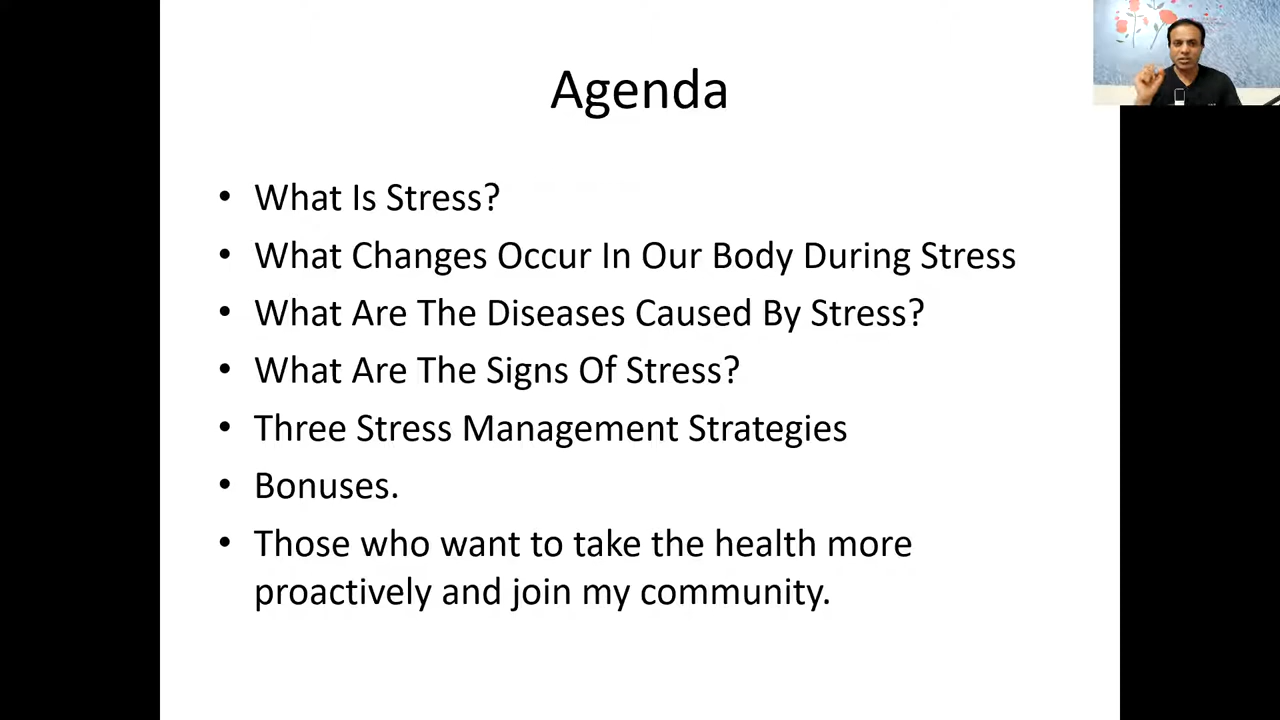 Agenda
• What Is Stress?
• What Changes Occur In Our Body During Stress
• What Are The Diseases Caused By Stress?
• What Are The Signs Of Stress?
• Three Stress Management Strategies
• Bonuses.
• Those who want to take the health more
proactively and join my community.